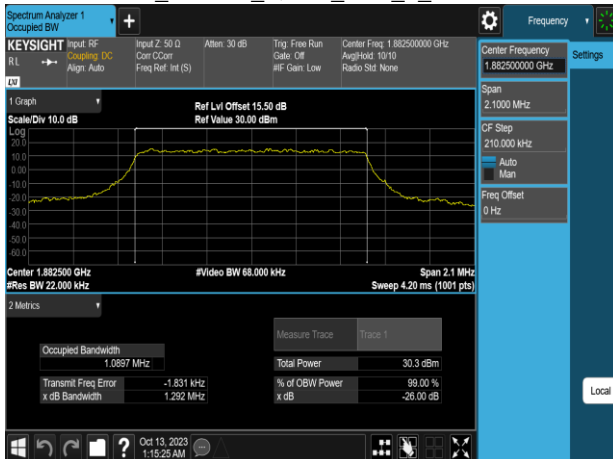 Spectrum Analyzer 1
Occupied BW
Frequency
KEYSIGHT
R L
Input: RF
Coupling: DC
Align: Auto
Input Z: 50 Ω
Corr CCorr
Freq Ref: Int (S)
Atten: 30 dB
Trig: Free Run
Gate: Off
#IF Gain: Low
Center Freq: 1.882500000 GHz
Avg|Hold: 10/10
Radio Std: None
LXI
Center Frequency
1.882500000 GHz
Settings
Span
2.1000 MHz
CF Step
210.000 kHz
Auto
Man
Freq Offset
0 Hz
1 Graph
Scale/Div 10.0 dB
Ref Lvl Offset 15.50 dB
Ref Value 30.00 dBm
Log
20.0
10.0
0.00
-10.0
-20.0
-30.0
-40.0
-50.0
-60.0
Center 1.882500 GHz
#Video BW 68.000 kHz
Span 2.1 MHz
#Res BW 22.000 kHz
Sweep 4.20 ms (1001 pts)
2 Metrics
Measure Trace
Trace 1
Occupied Bandwidth
1.0897 MHz
Total Power
30.3 dBm
Transmit Freq Error
-1.831 kHz
% of OBW Power
99.00 %
x dB Bandwidth
1.292 MHz
x dB
-26.00 dB
Local
Oct 13, 2023
1:15:25 AM